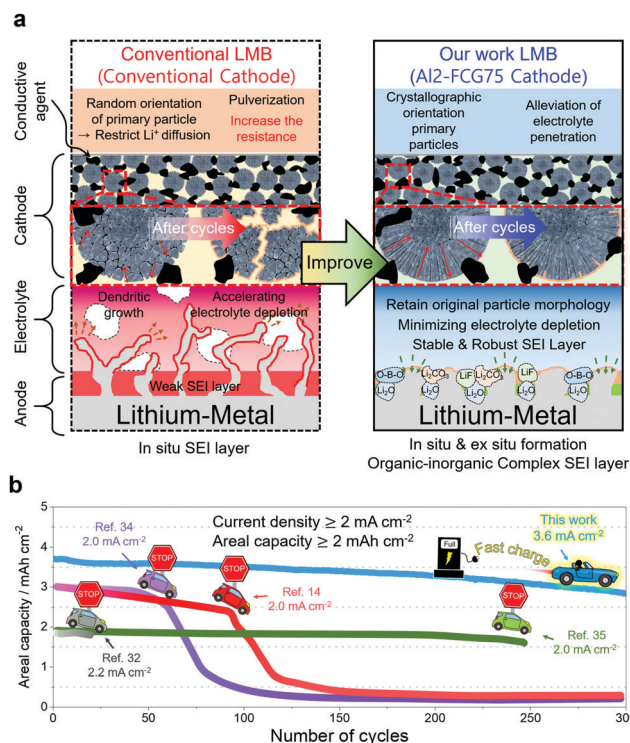 a
Conventional LMB
(Conventional Cathode)
Random orientation
of primary particle
→ Restrict Li⁺ diffusion
Pulverization
Increase the
resistance
Conductive
agent
Cathode
Electrolyte
Anode
After cycles
Dendritic
growth
Accelerating
electrolyte depletion
Weak SEI layer
Lithium-Metal
In situ SEI layer
Improve
Our work LMB
(Al2-FCG75 Cathode)
Crystallographic
orientation
primary
particles
Alleviation of
electrolyte
penetration
After cycles
Retain original particle morphology
Minimizing electrolyte depletion
Stable & Robust SEI Layer
O-B-O
Li₂O
Li₂CO₃
LiF
Li₂CO₃
Li₂O
LiF
Li₂O
O-B-O
Li₂O
Lithium-Metal
In situ & ex situ formation
Organic-inorganic Complex SEI layer
b
Areal capacity / mAh cm⁻²
5
4
3
2
1
0
0
50
100
150
200
250
300
Number of cycles
Current density ≥ 2 mA cm⁻²
Areal capacity ≥ 2 mAh cm⁻²
Ref. 34
2.0 mA cm⁻²
STOP
STOP
STOP
STOP
Ref. 14
2.0 mA cm⁻²
Ref. 32
2.2 mA cm⁻²
Ref. 35
2.0 mA cm⁻²
Full
Fast charge
This work
3.6 mA cm⁻²